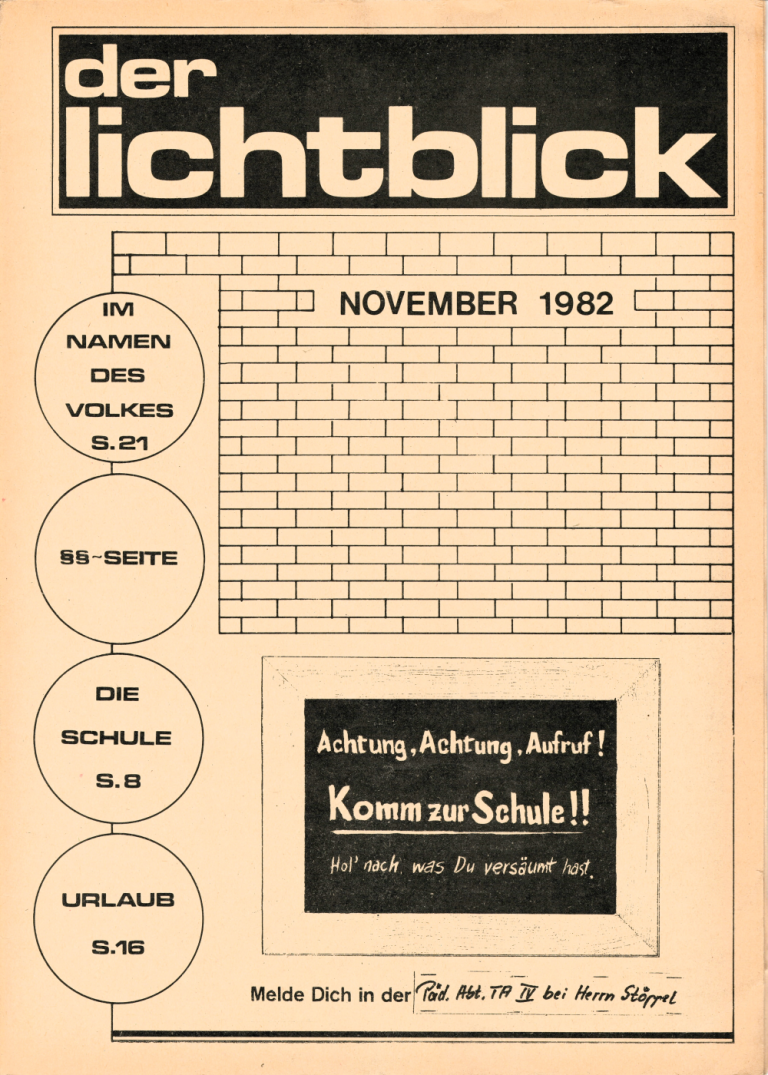 der
lichtblick
NOVEMBER 1982
IM
NAMEN
DES
VOLKES
S. 21
§§~SEITE
DIE
SCHULE
S. 8
URLAUB
S.16
Achtung, Achtung, Aufruf!
Komm zur Schule!!
Hol' nach was Du versäumt hast.
Melde Dich in der Päd. Abt. TA IV bei Herrn Stöppel